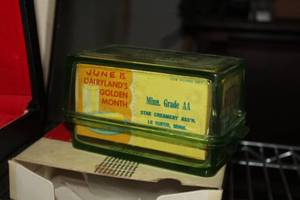 JUNE IS
DAIRYLAND'S
GOLDEN
MONTH
Minn. Grade AA
STAR CREAMERY ASS'N.
LE SUEUR, MINN.